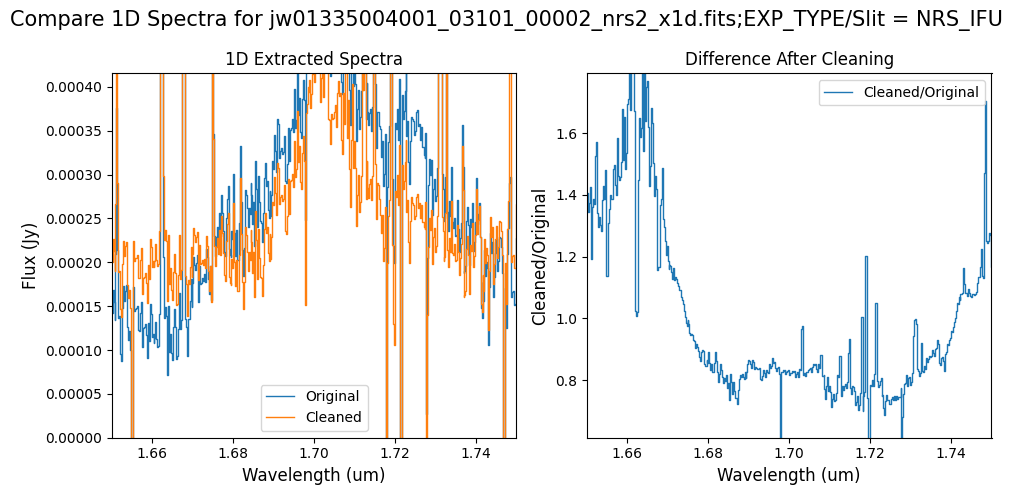 Compare 1D Spectra for jw01335004001_03101_00002_nrs2_x1d.fits;EXP_TYPE/Slit = NRS_IFU
1D Extracted Spectra
Flux (Jy)
0.00040
0.00035
0.00030
0.00025
0.00020
0.00015
0.00010
0.00005
0.00000
Original
Cleaned
1.66 1.68 1.70 1.72 1.74
Wavelength (um)
Difference After Cleaning
Cleaned/Original
Cleaned/Original
1.6
1.4
1.2
1.0
0.8
1.66 1.68 1.70 1.72 1.74
Wavelength (um)